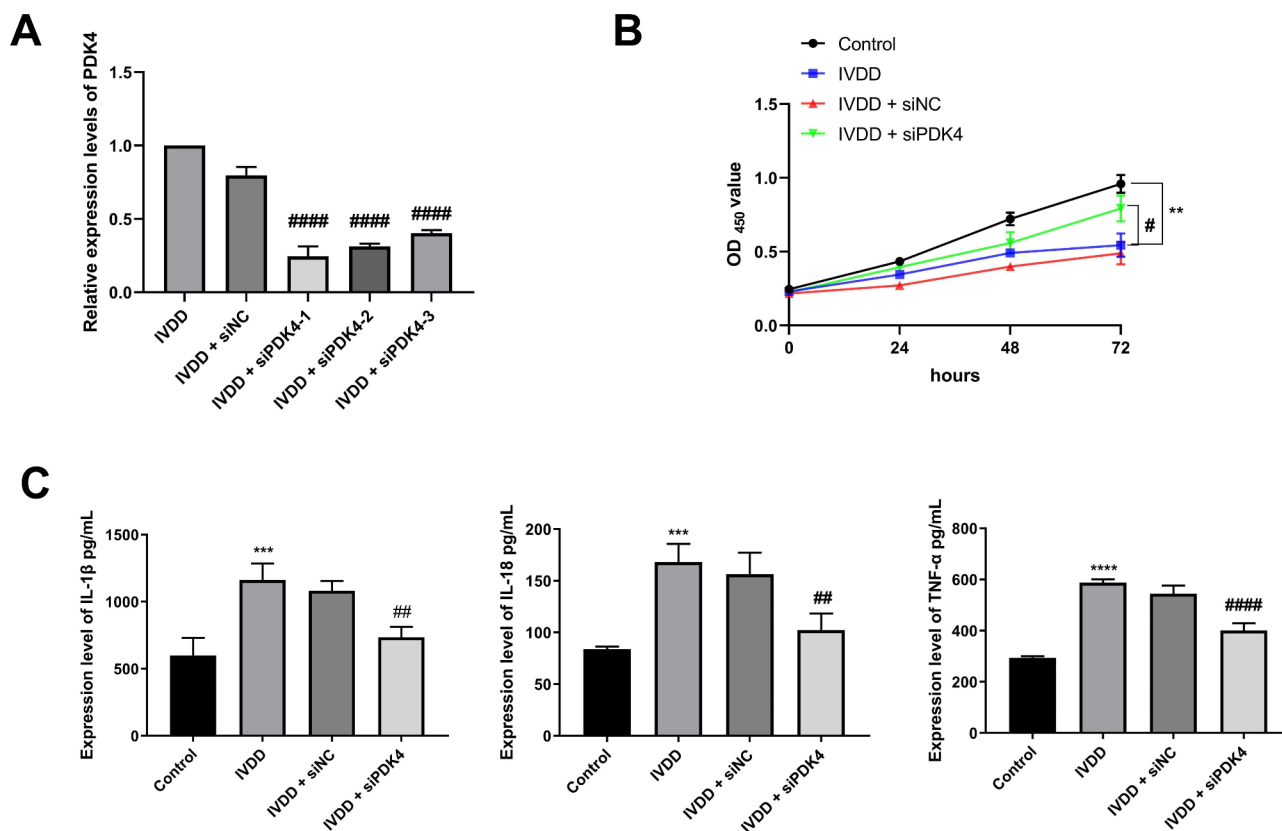 A
Relative expression levels of PDK4
1.5
1.0
0.5
0.0
####
####
####
IVDD
IVDD + siNC
IVDD + siPDK4-1
IVDD + siPDK4-2
IVDD + siPDK4-3
B
Control
IVDD
IVDD + siNC
IVDD + siPDK4
OD 450 value
1.5
1.0
0.5
0.0
#
**
0
24
48
72
hours
C
Expression level of IL-1β pg/mL
1500
1000
500
0
***
##
Control
IVDD
IVDD + siNC
IVDD + siPDK4
Expression level of IL-18 pg/mL
200
150
100
50
0
***
##
Control
IVDD
IVDD + siNC
IVDD + siPDK4
Expression level of TNF-α pg/mL
800
600
400
200
0
****
####
Control
IVDD
IVDD + siNC
IVDD + siPDK4